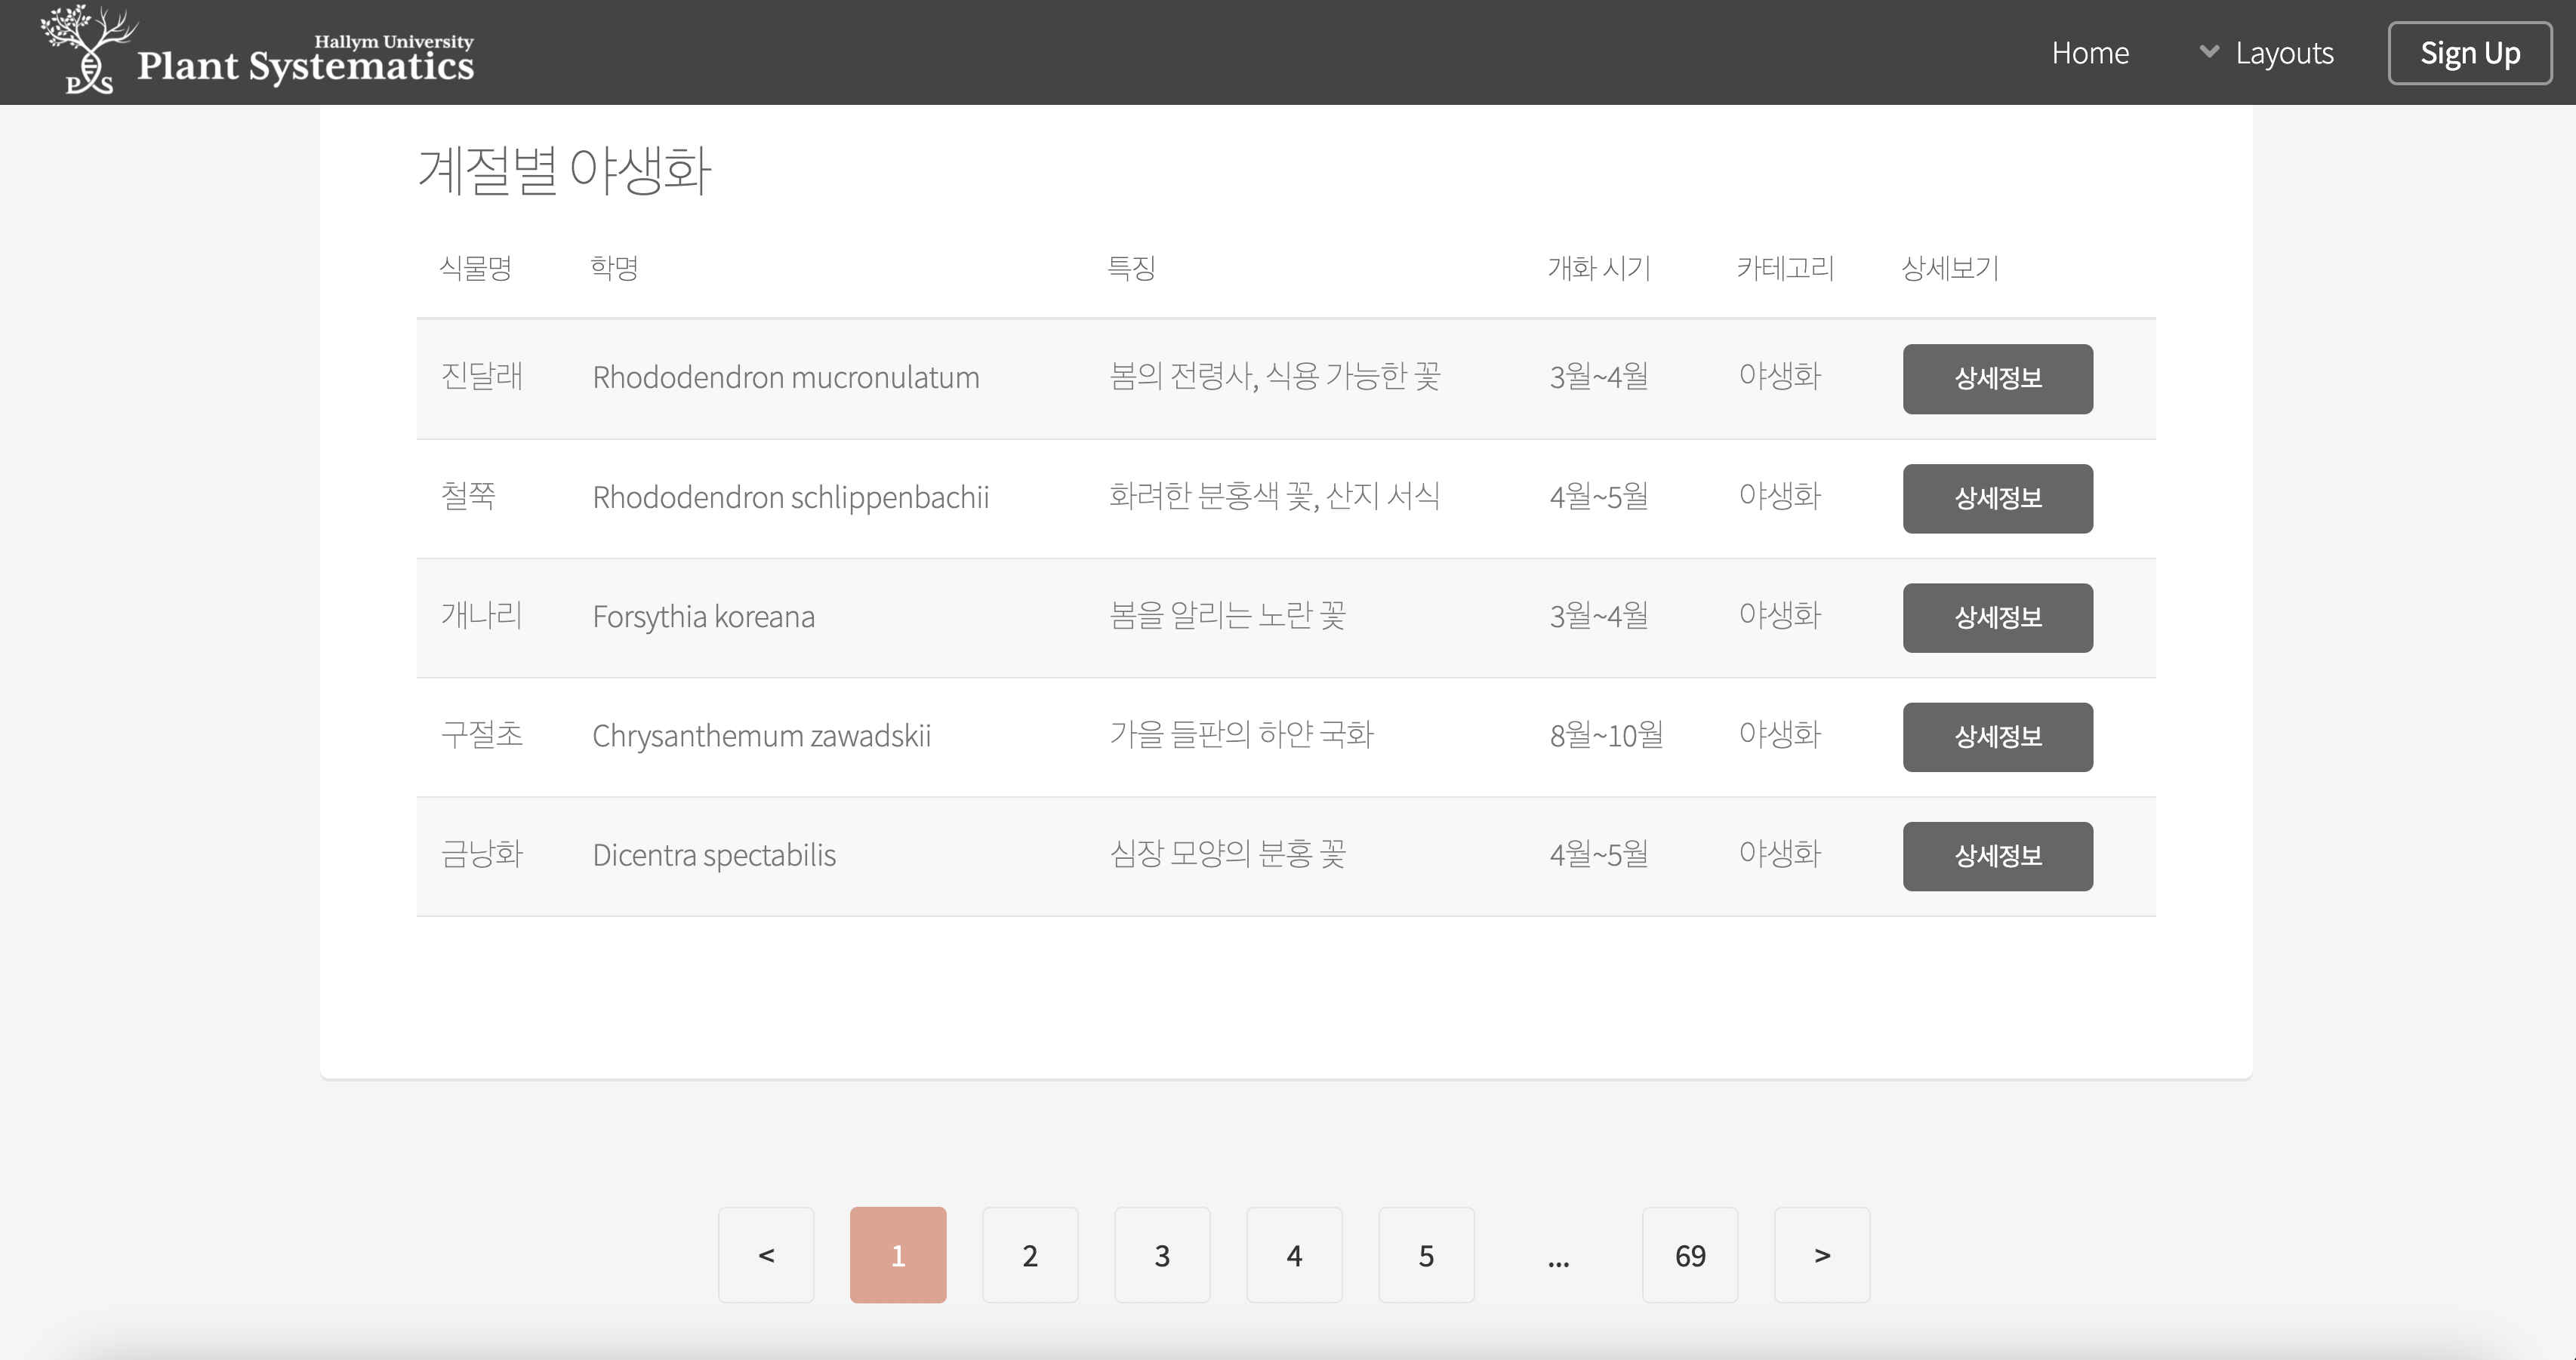 Hallym University
Plant Systematics
PS
Home Layouts Sign Up
계절별 야생화
식물명 학명 특징 개화 시기 카테고리 상세보기
진달래 Rhododendron mucronulatum 봄의 전령사, 식용 가능한 꽃 3월~4월 야생화 상세정보
철쭉 Rhododendron schlippenbachii 화려한 분홍색 꽃, 산지 서식 4월~5월 야생화 상세정보
개나리 Forsythia koreana 봄을 알리는 노란 꽃 3월~4월 야생화 상세정보
구절초 Chrysanthemum zawadskii 가을 들판의 하얀 국화 8월~10월 야생화 상세정보
금낭화 Dicentra spectabilis 심장 모양의 분홍 꽃 4월~5월 야생화 상세정보
< 1 2 3 4 5 ... 69 >